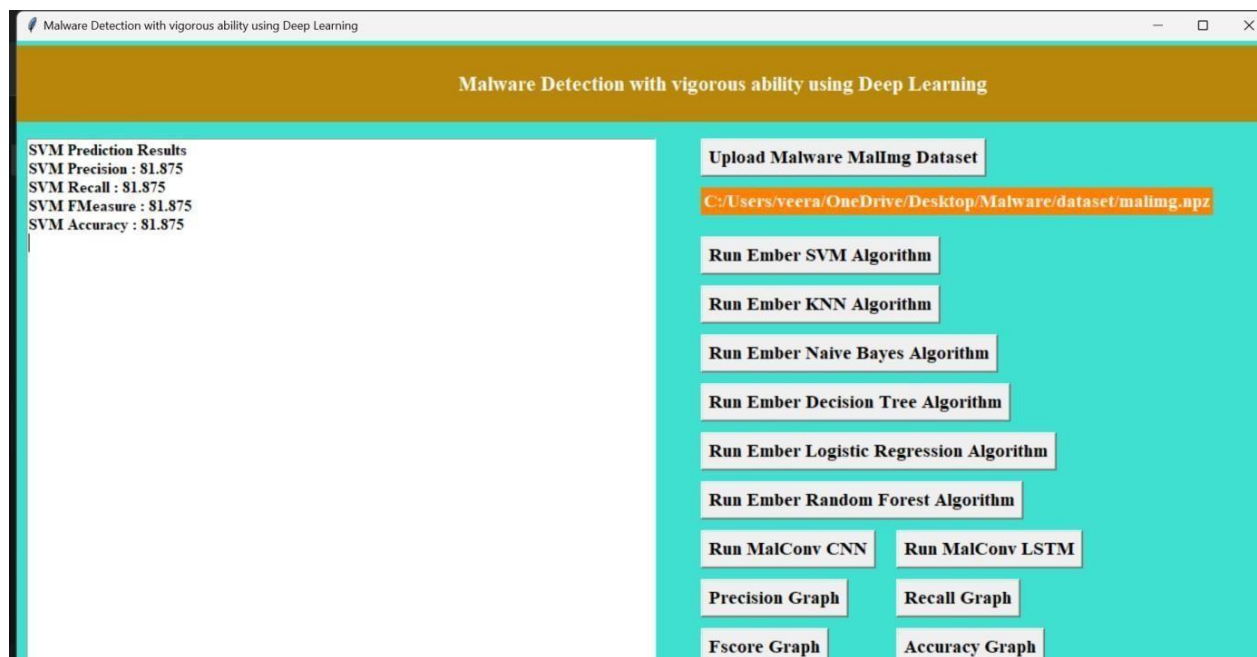 Malware Detection with vigorous ability using Deep Learning
Malware Detection with vigorous ability using Deep Learning
SVM Prediction Results
SVM Precision : 81.875
SVM Recall : 81.875
SVM FMeasure : 81.875
SVM Accuracy : 81.875
Upload Malware MalImg Dataset
C:/Users/veera/OneDrive/Desktop/Malware/dataset/malimg.npz
Run Ember SVM Algorithm
Run Ember KNN Algorithm
Run Ember Naive Bayes Algorithm
Run Ember Decision Tree Algorithm
Run Ember Logistic Regression Algorithm
Run Ember Random Forest Algorithm
Run MalConv CNN
Run MalConv LSTM
Precision Graph
Recall Graph
Fscore Graph
Accuracy Graph